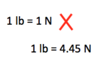 1 lb = 1 N
1 lb = 4.45 N